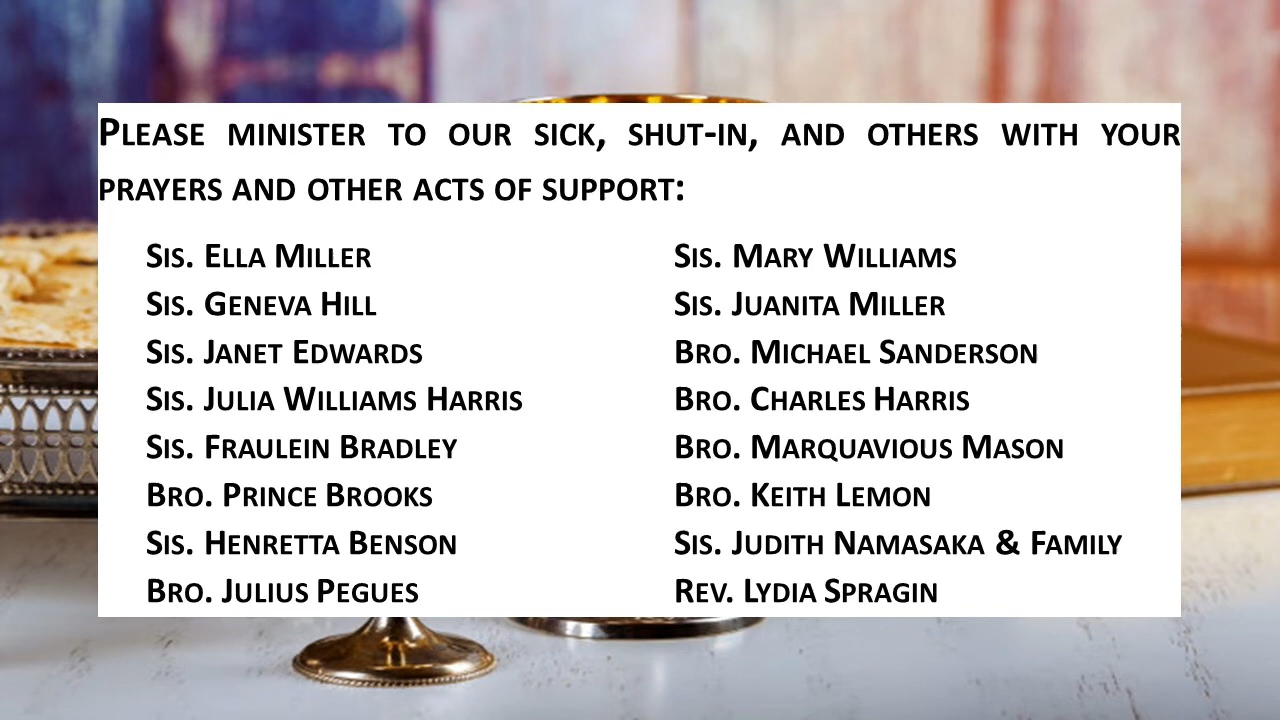 Please minister to our sick, shut-in, and others with your
prayers and other acts of support:
Sis. Ella Miller
Sis. Geneva Hill
Sis. Janet Edwards
Sis. Julia Williams Harris
Sis. Fraulein Bradley
Bro. Prince Brooks
Sis. Henretta Benson
Bro. Julius Pegues
Sis. Mary Williams
Sis. Juanita Miller
Bro. Michael Sanderson
Bro. Charles Harris
Bro. Marquavious Mason
Bro. Keith Lemon
Sis. Judith Namasaka & Family
Rev. Lydia Spragin